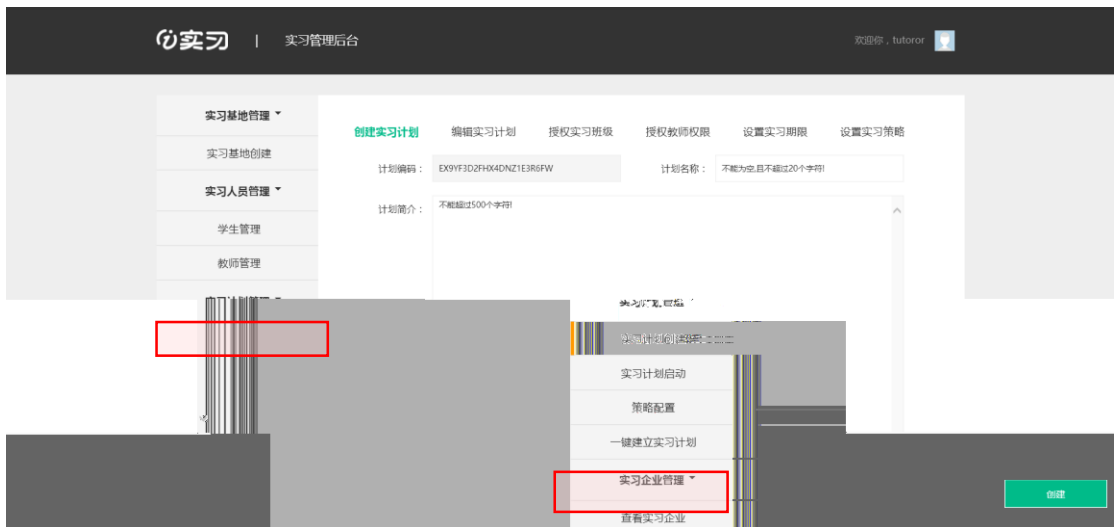 i实习 | 实习管理后台 欢迎你，tutoror
实习基地管理
创建实习计划 编辑实习计划 授权实习班级 授权教师权限 设置实习期限 设置实习策略
实习基地创建
计划编码： EX9YF3D2FHX4DNZ1E3R6FW 计划名称： 不能为空,且不超过20个字符!
实习人员管理
计划简介： 不能超过500个字符!
学生管理
教师管理
实习计划管理
实习计划启动
策略配置
一键建立实习计划
实习企业管理
创建
查看实习企业